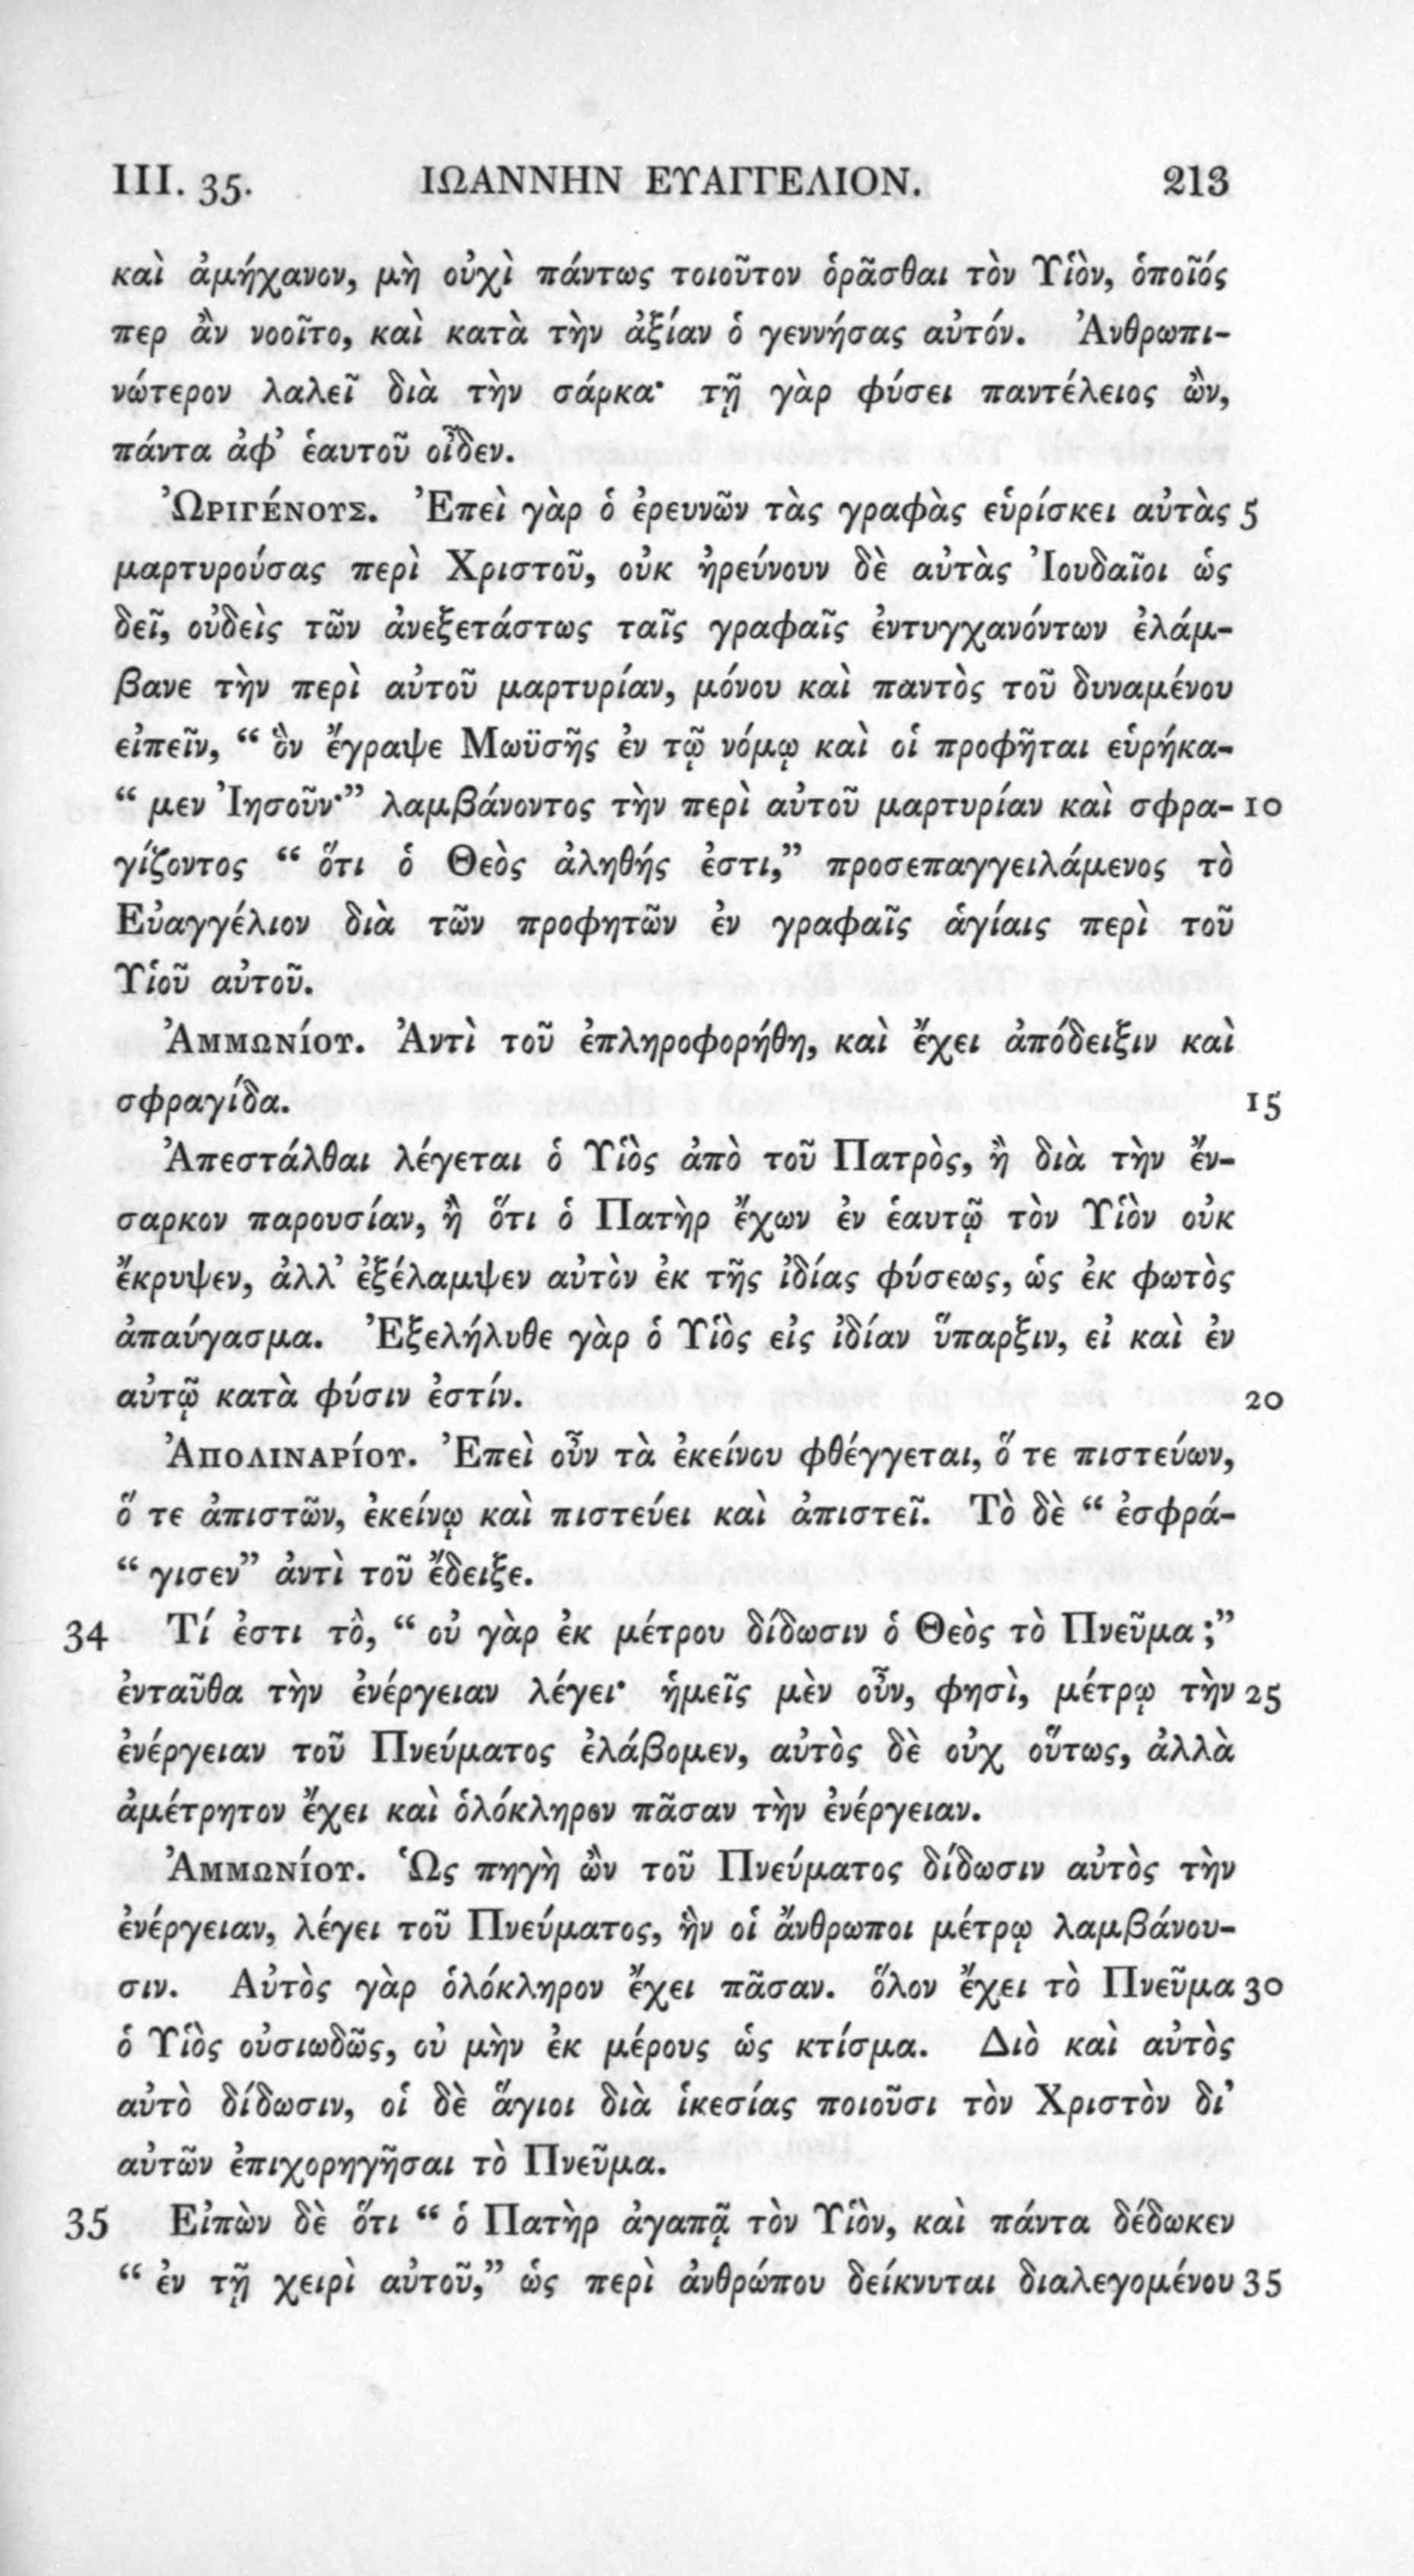 III. 35. ΙΩΑΝΝΗΝ ΕΥΑΓΓΕΛΙΟΝ. 213
καὶ ἀμήχανον, μὴ οὐχὶ πάντως τοιοῦτον ὁρᾶσθαι τὸν Υἱὸν, ὁποῖός
περ ἂν νοοῖτο, καὶ κατὰ τὴν ἀξίαν ὁ γεννήσας αὐτόν. Ἀνθρωπι-
νώτερον λαλεῖ διὰ τὴν σάρκα· τῇ γὰρ φύσει παντέλειος ὢν,
πάντα ἀφ’ ἑαυτοῦ οἶδεν.
Ὠριγένους. Ἐπεὶ γὰρ ὁ ἐρευνῶν τὰς γραφὰς εὑρίσκει αὐτὰς 5
μαρτυρούσας περὶ Χριστοῦ, οὐκ ἠρεύνουν δὲ αὐτὰς Ἰουδαῖοι ὡς
δεῖ, οὐδεὶς τῶν ἀνεξετάστως ταῖς γραφαῖς ἐντυγχανόντων ἐλάμ-
βανε τὴν περὶ αὐτοῦ μαρτυρίαν, μόνου καὶ παντὸς τοῦ δυναμένου
εἰπεῖν, “ ὃν ἔγραψε Μωϋσῆς ἐν τῷ νόμῳ καὶ οἱ προφῆται εὑρήκα-
“ μεν Ἰησοῦν·” λαμβάνοντος τὴν περὶ αὐτοῦ μαρτυρίαν καὶ σφρα- 10
γίζοντος “ ὅτι ὁ Θεὸς ἀληθής ἐστι,” προσεπαγγειλάμενος τὸ
Εὐαγγέλιον διὰ τῶν προφητῶν ἐν γραφαῖς ἁγίαις περὶ τοῦ
Υἱοῦ αὐτοῦ.
Ἀμμωνίου. Ἀντὶ τοῦ ἐπληροφορήθη, καὶ ἔχει ἀπόδειξιν καὶ
σφραγίδα. 15
Ἀπεστάλθαι λέγεται ὁ Υἱὸς ἀπὸ τοῦ Πατρὸς, ἢ διὰ τὴν ἔν-
σαρκον παρουσίαν, ἢ ὅτι ὁ Πατὴρ ἔχων ἐν ἑαυτῷ τὸν Υἱὸν οὐκ
ἔκρυψεν, ἀλλ’ ἐξέλαμψεν αὐτὸν ἐκ τῆς ἰδίας φύσεως, ὡς ἐκ φωτὸς
ἀπαύγασμα. Ἐξελήλυθε γὰρ ὁ Υἱὸς εἰς ἰδίαν ὕπαρξιν, εἰ καὶ ἐν
αὐτῷ κατὰ φύσιν ἐστίν. 20
Ἀπολιναρίου. Ἐπεὶ οὖν τὰ ἐκείνου φθέγγεται, ὅ τε πιστεύων,
ὅ τε ἀπιστῶν, ἐκείνῳ καὶ πιστεύει καὶ ἀπιστεῖ. Τὸ δὲ “ ἐσφρά-
“ γισεν” ἀντὶ τοῦ ἔδειξε.
34 Τί ἐστι τὸ, “ οὐ γὰρ ἐκ μέτρου δίδωσιν ὁ Θεὸς τὸ Πνεῦμα ;”
ἐνταῦθα τὴν ἐνέργειαν λέγει· ἡμεῖς μὲν οὖν, φησὶ, μέτρῳ τὴν 25
ἐνέργειαν τοῦ Πνεύματος ἐλάβομεν, αὐτὸς δὲ οὐχ οὕτως, ἀλλὰ
ἀμέτρητον ἔχει καὶ ὁλόκληρον πᾶσαν τὴν ἐνέργειαν.
Ἀμμωνίου. Ὡς πηγὴ ὢν τοῦ Πνεύματος δίδωσιν αὐτὸς τὴν
ἐνέργειαν, λέγει τοῦ Πνεύματος, ἣν οἱ ἄνθρωποι μέτρῳ λαμβάνου-
σιν. Αὐτὸς γὰρ ὁλόκληρον ἔχει πᾶσαν. ὅλον ἔχει τὸ Πνεῦμα 30
ὁ Υἱὸς οὐσιωδῶς, οὐ μὴν ἐκ μέρους ὡς κτίσμα. Διὸ καὶ αὐτὸς
αὐτὸ δίδωσιν, οἱ δὲ ἅγιοι διὰ ἱκεσίας ποιοῦσι τὸν Χριστὸν δι’
αὐτῶν ἐπιχορηγῆσαι τὸ Πνεῦμα.
35 Εἰπὼν δὲ ὅτι “ ὁ Πατὴρ ἀγαπᾷ τὸν Υἱὸν, καὶ πάντα δέδωκεν
“ ἐν τῇ χειρὶ αὐτοῦ,” ὡς περὶ ἀνθρώπου δείκνυται διαλεγομένου 35